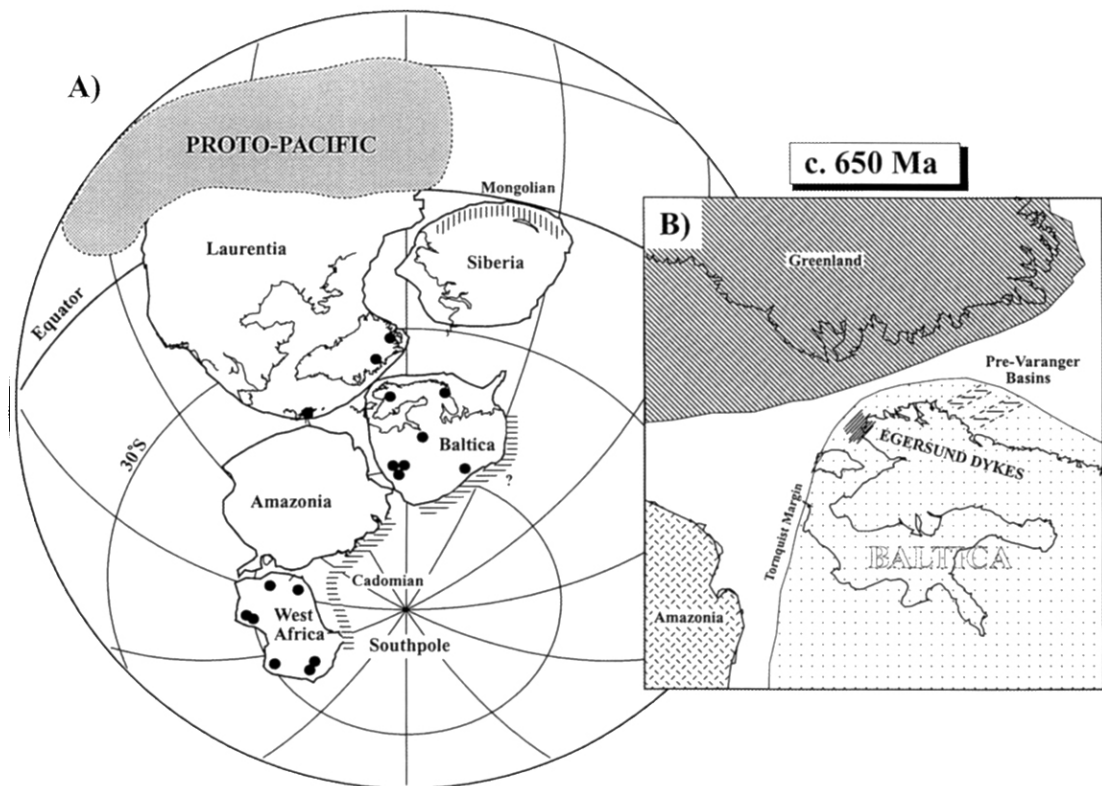 A)
PROTO-PACIFIC
c. 650 Ma
Mongolian
B)
Laurentia
Siberia
Greenland
Equator
Pre-Varanger
Basins
EGERSUND DYKES
30°S
Baltica
?
Amazonia
Tornquist Margin
BALTICA
Cadomian
West
Africa
Amazonia
Southpole